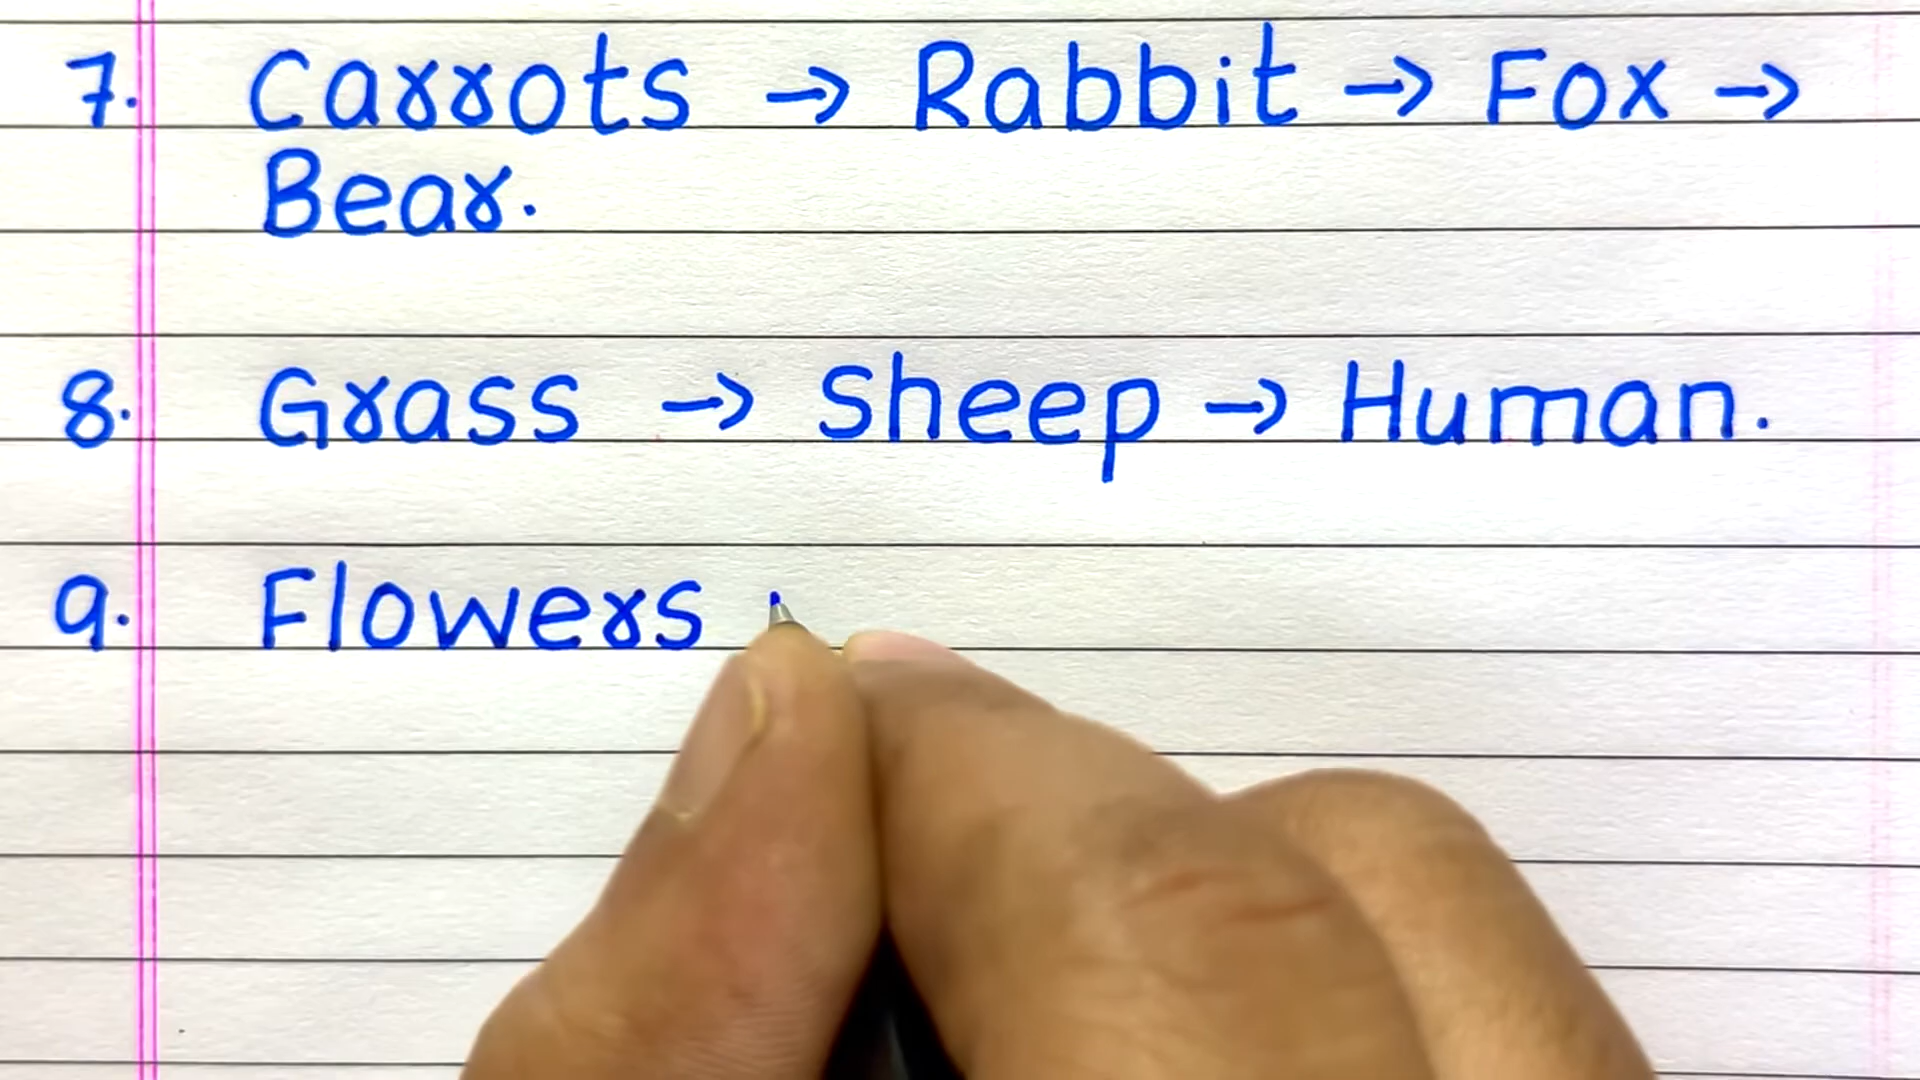 7. Carrots → Rabbit → Fox →
Bear.
8. Grass → Sheep → Human.
9. Flowers